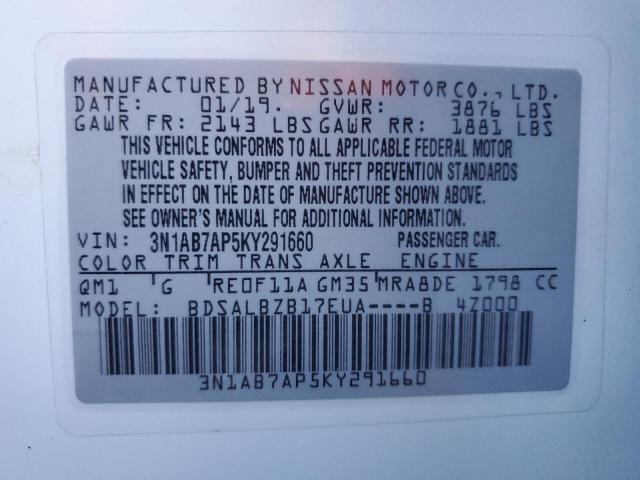 MANUFACTURED BY NISSAN MOTOR CO., LTD.
DATE: 01/19. GVWR: 3876 LBS
GAWR FR: 2143 LBS GAWR RR: 1881 LBS
THIS VEHICLE CONFORMS TO ALL APPLICABLE FEDERAL MOTOR
VEHICLE SAFETY, BUMPER AND THEFT PREVENTION STANDARDS
IN EFFECT ON THE DATE OF MANUFACTURE SHOWN ABOVE.
SEE OWNER'S MANUAL FOR ADDITIONAL INFORMATION.
VIN: 3N1AB7AP5KY291660 PASSENGER CAR.
COLOR TRIM TRANS AXLE ENGINE
QM1 G RE0F11A GM35 MRA8DE 1798 CC
MODEL: BDSALBZB17EUA----B 4Z000
3N1AB7AP5KY291660